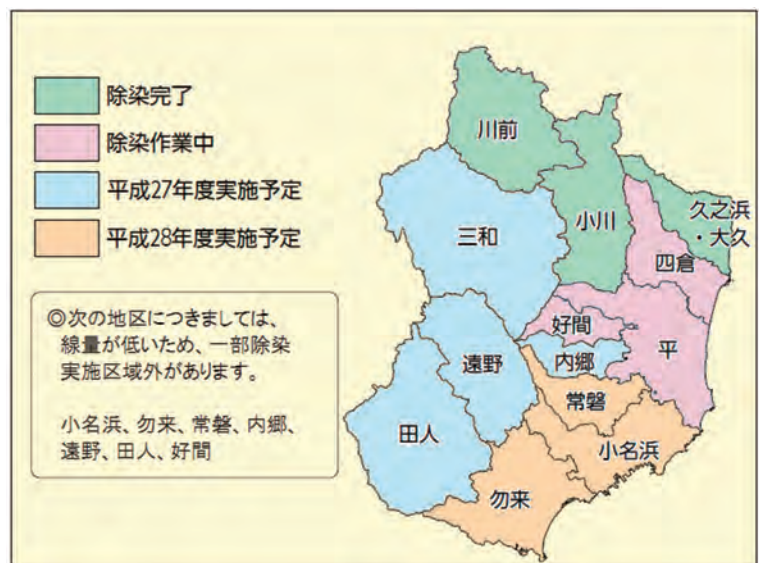 除染完了
除染作業中
平成27年度実施予定
平成28年度実施予定
◎次の地区につきましては、
線量が低いため、一部除染
実施区域外があります。
小名浜、勿来、常磐、内郷、
遠野、田人、好間
川前
小川
久之浜
・大久
三和
四倉
好間
平
内郷
遠野
常磐
田人
小名浜
勿来